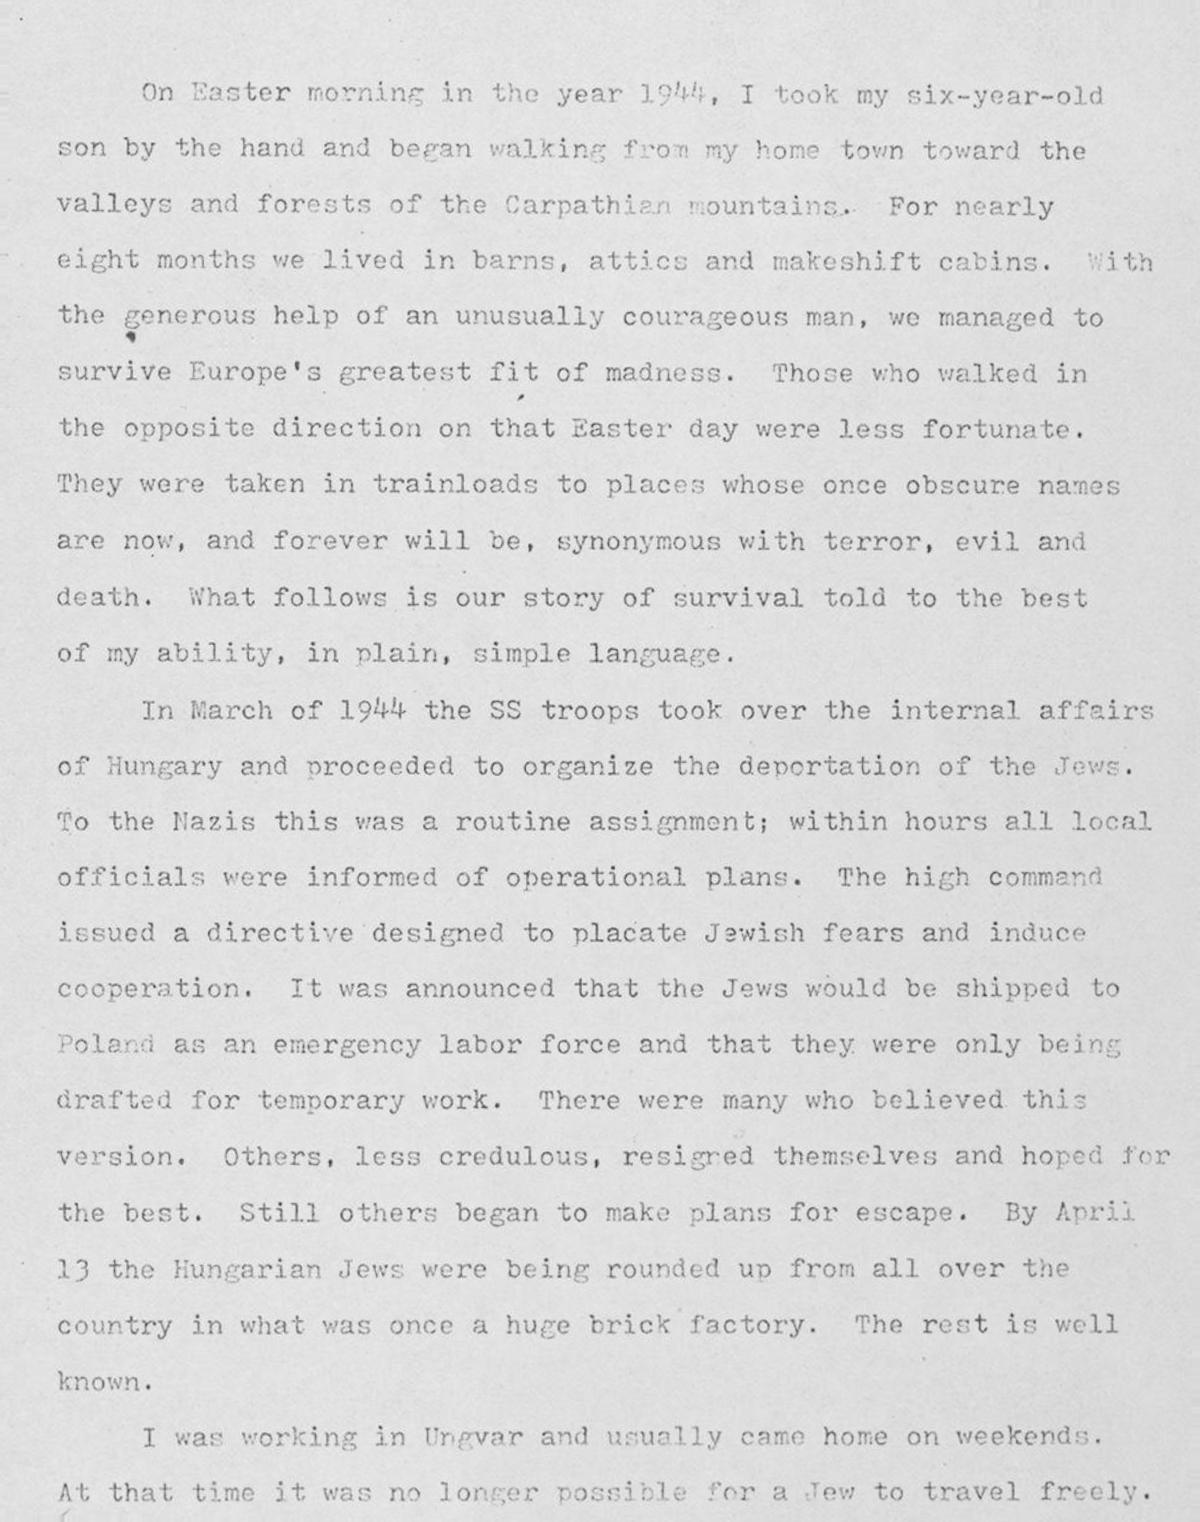 On Easter morning in the year 1944, I took my six-year-old
son by the hand and began walking from my home town toward the
valleys and forests of the Carpathian mountains. For nearly
eight months we lived in barns, attics and makeshift cabins. With
the generous help of an unusually courageous man, we managed to
survive Europe's greatest fit of madness. Those who walked in
the opposite direction on that Easter day were less fortunate.
They were taken in trainloads to places whose once obscure names
are now, and forever will be, synonymous with terror, evil and
death. What follows is our story of survival told to the best
of my ability, in plain, simple language.
In March of 1944 the SS troops took over the internal affairs
of Hungary and proceeded to organize the deportation of the Jews.
To the Nazis this was a routine assignment; within hours all local
officials were informed of operational plans. The high command
issued a directive designed to placate Jewish fears and induce
cooperation. It was announced that the Jews would be shipped to
Poland as an emergency labor force and that they were only being
drafted for temporary work. There were many who believed this
version. Others, less credulous, resigned themselves and hoped for
the best. Still others began to make plans for escape. By April
13 the Hungarian Jews were being rounded up from all over the
country in what was once a huge brick factory. The rest is well
known.
I was working in Ungvar and usually came home on weekends.
At that time it was no longer possible for a Jew to travel freely.